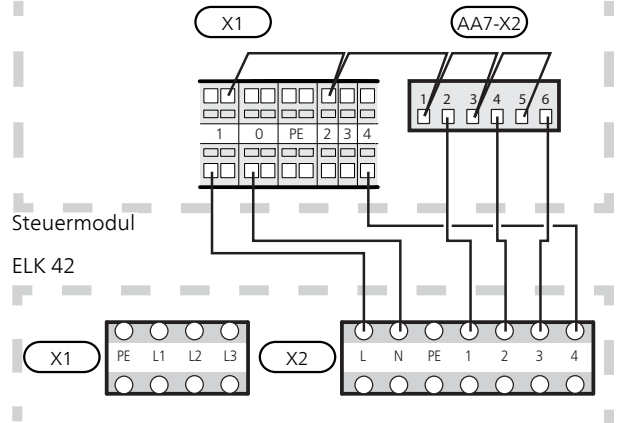 X1 AA7-X2
1 2 3 4 5 6
1 0 PE 2 3 4
Steuermodul
ELK 42
X1 PE L1 L2 L3 X2 L N PE 1 2 3 4